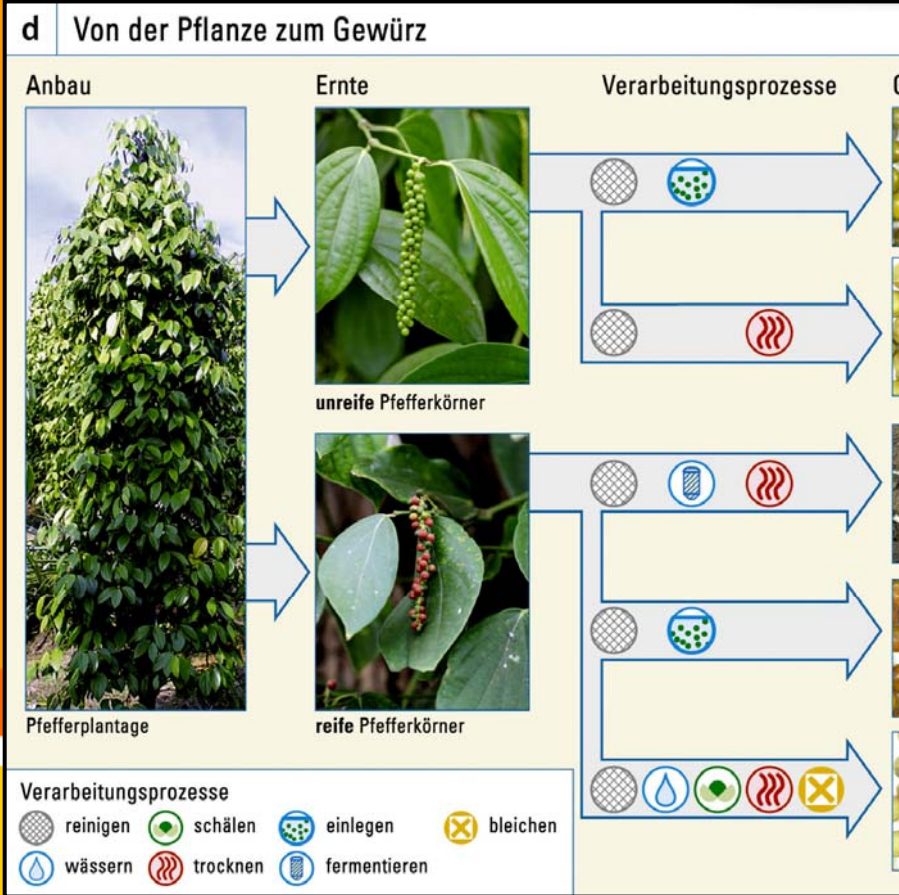 d Von der Pflanze zum Gewürz
Anbau Ernte Verarbeitungsprozesse
unreife Pfefferkörner
Pfefferplantage
reife Pfefferkörner
Verarbeitungsprozesse
reinigen schälen einlegen bleichen
wässern trocknen fermentieren